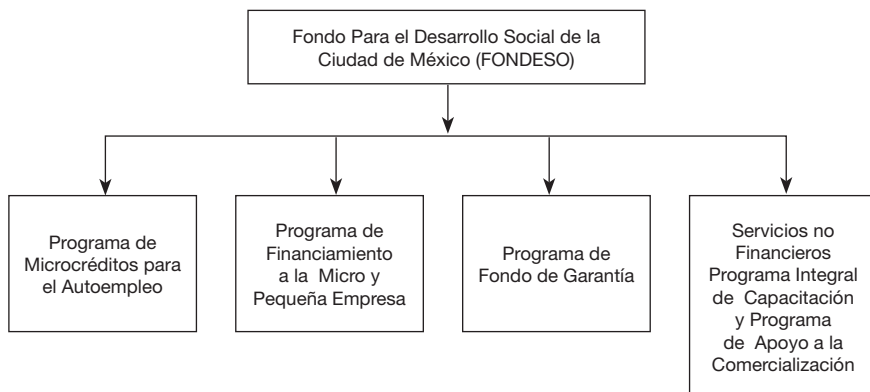 Fondo Para el Desarrollo Social de la
Ciudad de México (FONDESO)
Programa de
Microcréditos para
el Autoempleo
Programa de
Financiamiento
a la Micro y
Pequeña Empresa
Programa de
Fondo de Garantía
Servicios no
Financieros
Programa Integral
de Capacitación
y Programa
de Apoyo a la
Comercialización